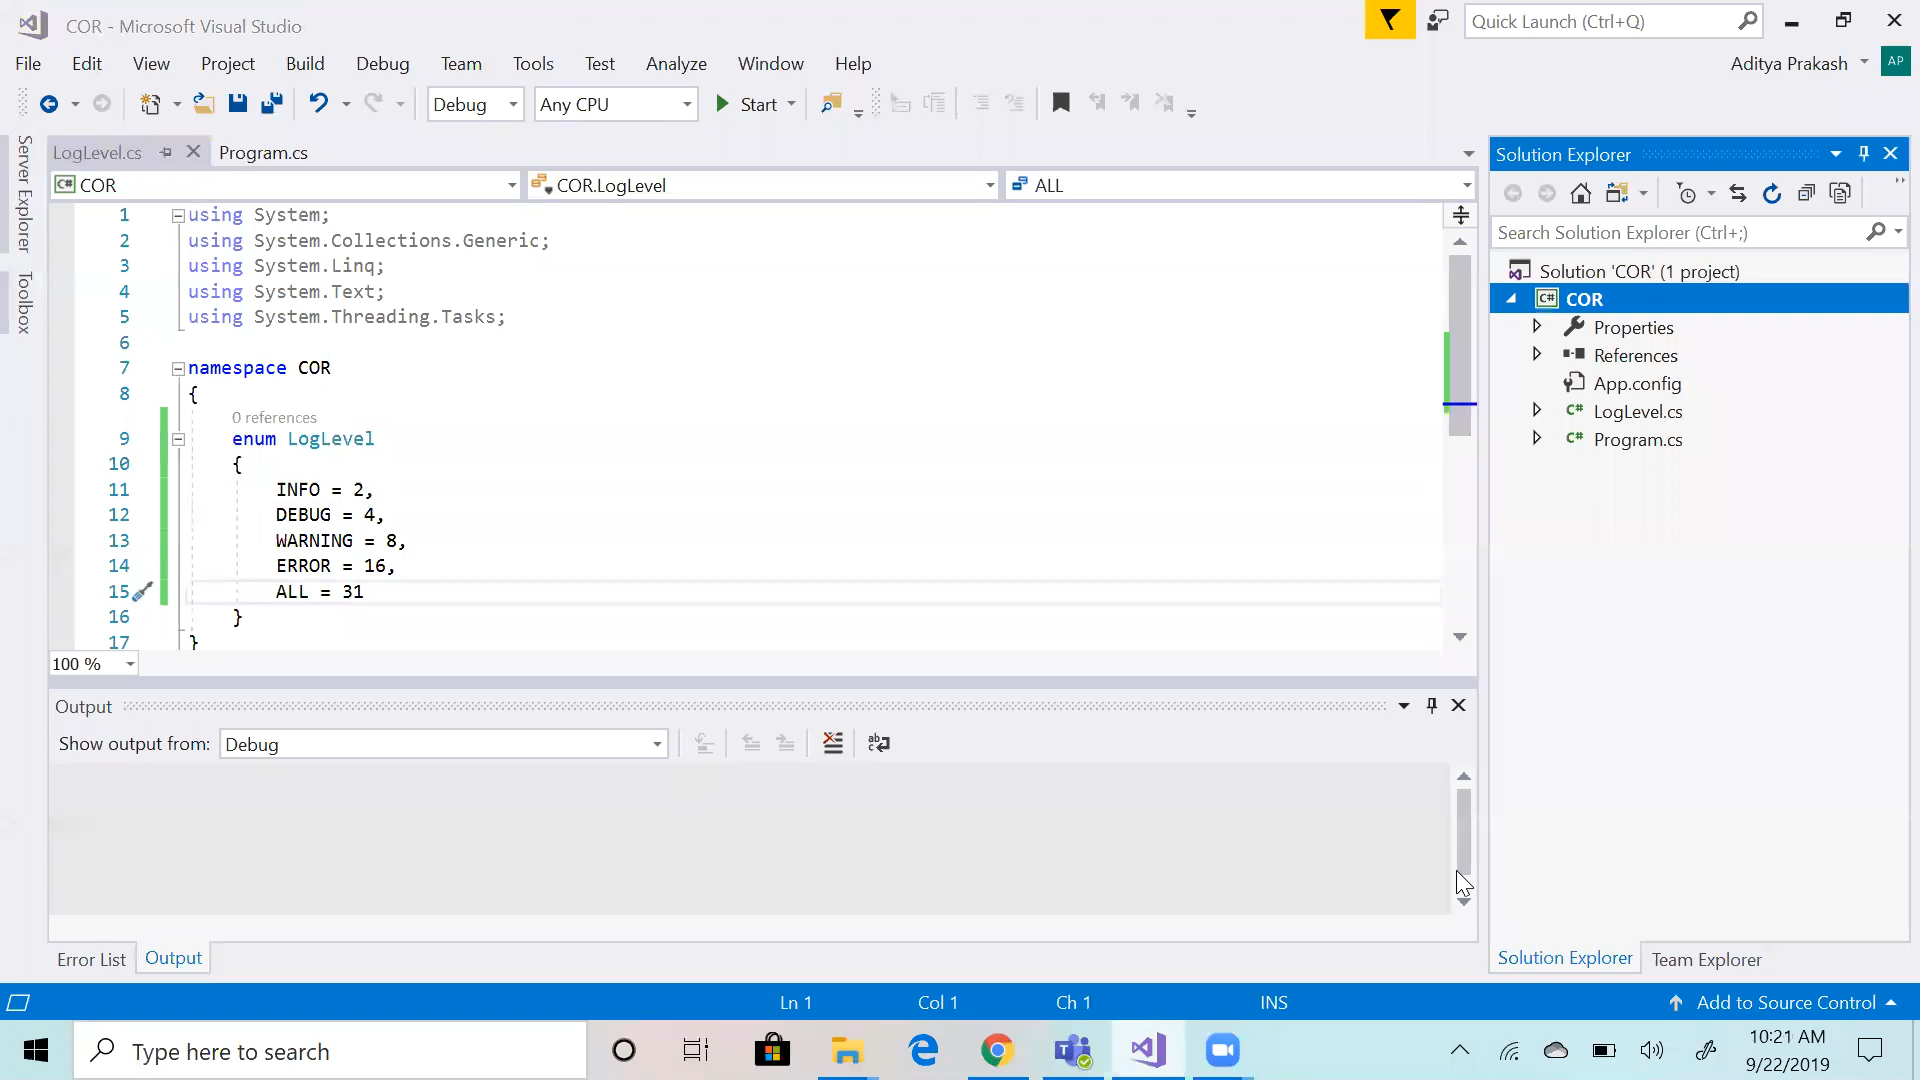 COR - Microsoft Visual Studio
Quick Launch (Ctrl+Q)
File Edit View Project Build Debug Team Tools Test Analyze Window Help
Aditya Prakash AP
Debug Any CPU Start
Server Explorer
Toolbox
LogLevel.cs Program.cs
C# COR COR.LogLevel ALL
1 using System;
2 using System.Collections.Generic;
3 using System.Linq;
4 using System.Text;
5 using System.Threading.Tasks;
6
7 namespace COR
8 {
0 references
9 enum LogLevel
10 {
11 INFO = 2,
12 DEBUG = 4,
13 WARNING = 8,
14 ERROR = 16,
15 ALL = 31
16 }
17 }
100 %
Output
Show output from: Debug
Error List Output
Solution Explorer
Search Solution Explorer (Ctrl+;)
Solution 'COR' (1 project)
C# COR
Properties
References
App.config
C# LogLevel.cs
C# Program.cs
Solution Explorer Team Explorer
Ln 1 Col 1 Ch 1 INS Add to Source Control
Type here to search
10:21 AM
9/22/2019